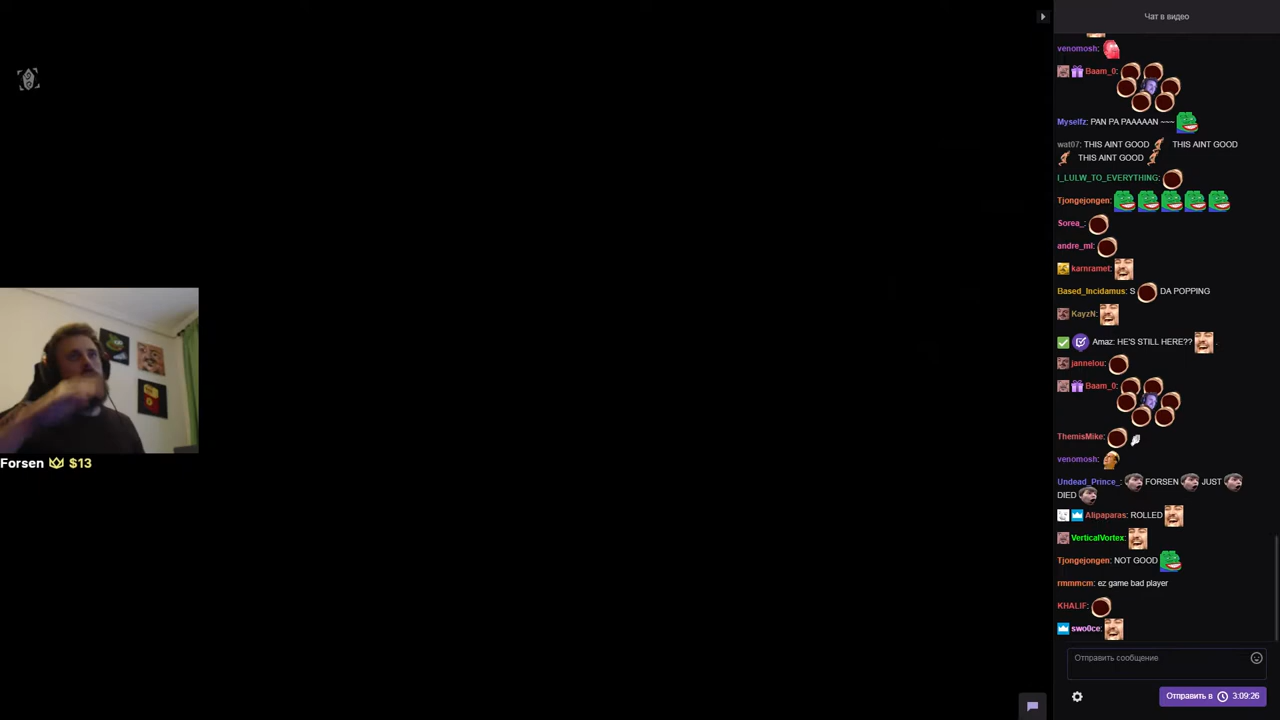 Чат в видео
venomosh:
Baam_0:
Myselfz: PAN PA PAAAAAN ~~~
wat07: THIS AINT GOOD THIS AINT GOOD
THIS AINT GOOD
I_LULW_TO_EVERYTHING:
Tjongejongen:
Sorea_:
andre_ml:
karnramet:
Based_Incidamus: S DA POPPING
KayzN:
Amaz: HE'S STILL HERE?? .
jannelou:
Baam_0:
ThemisMike:
venomosh:
Forsen $13
Undead_Prince_: FORSEN JUST
DIED
Alipaparas: ROLLED
VerticalVortex:
Tjongejongen: NOT GOOD
rmmmcm: ez game bad player
KHALIF:
swo0ce:
Отправить сообщение
Отправить в 3:09:26